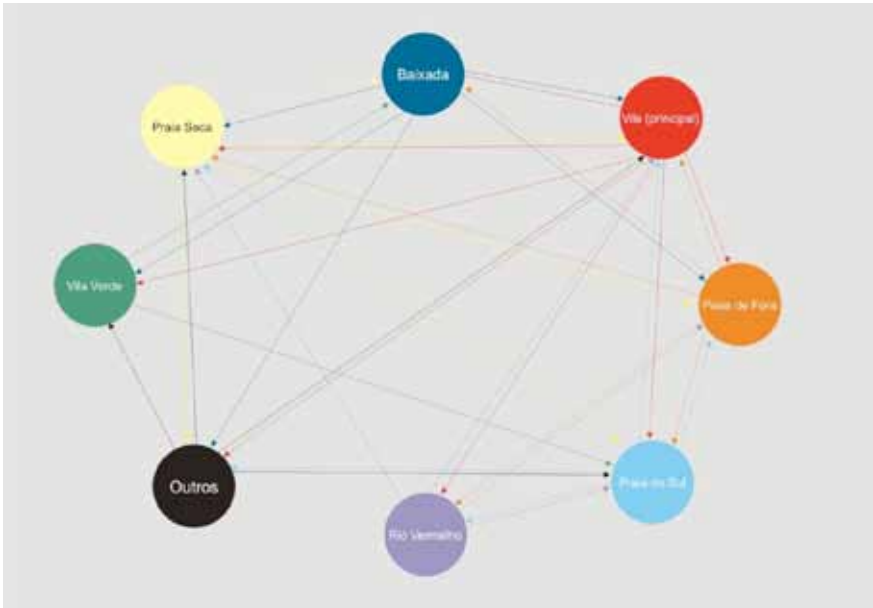 Baixada
Vila (principal)
Praia Seca
Vila Verde
Praia de Fora
Outros
Praia do Sul
Rio Vermelho